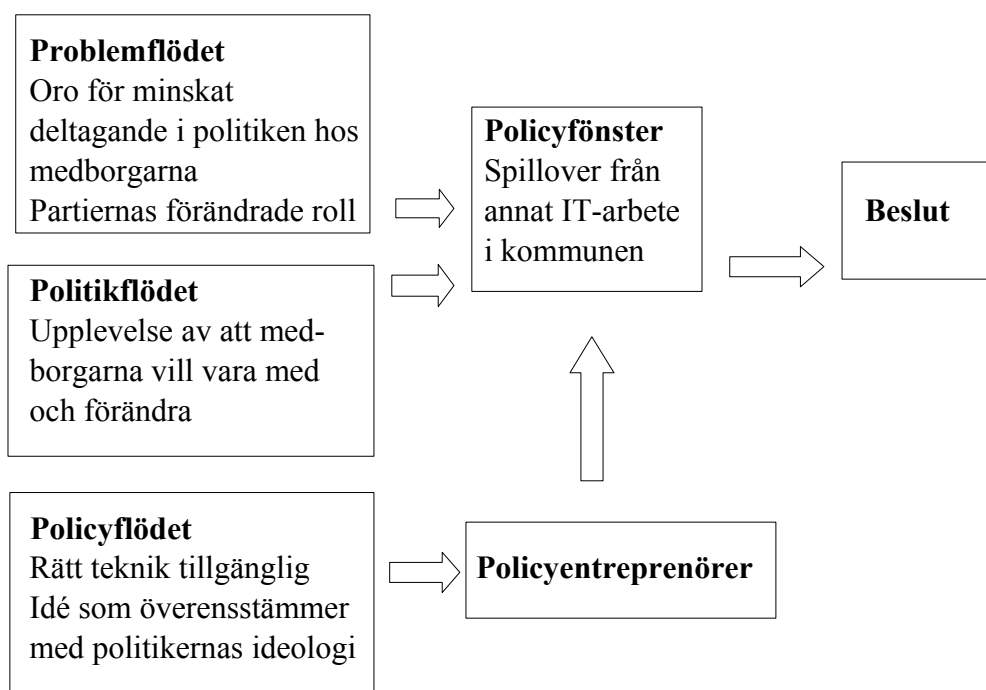 Problemflödet
Oro för minskat
deltagande i politiken hos
medborgarna
Partiernas förändrade roll
Politikflödet
Upplevelse av att med-
borgarna vill vara med
och förändra
Policyflödet
Rätt teknik tillgänglig
Idé som överensstämmer
med politikernas ideologi
Policyfönster
Spillover från
annat IT-arbete
i kommunen
Policyentreprenörer
Beslut